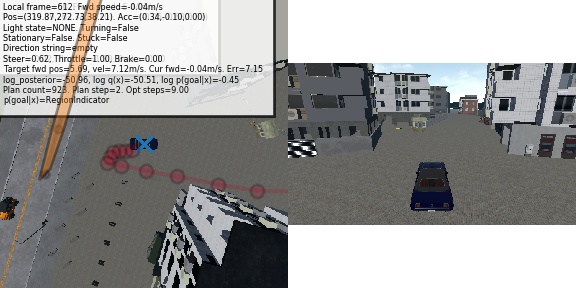 Local frame=612. Fwd speed=-0.04m/s
Pos=(319.87,272.73,38.21). Acc=(0.34,-0.10,0.00)
Light state=NONE. Turning=False
Stationary=False. Stuck=False
Direction string=empty
Steer=0.62, Throttle=1.00, Brake=0.00
Target fwd pos=5.69, vel=7.12m/s. Cur fwd=-0.04m/s. Err=7.15
log_posterior=-50.96, log q(x)=-50.51, log p(goal|x)=-0.45
Plan count=923. Plan step=2. Opt steps=9.00
p(goal|x)=RegionIndicator